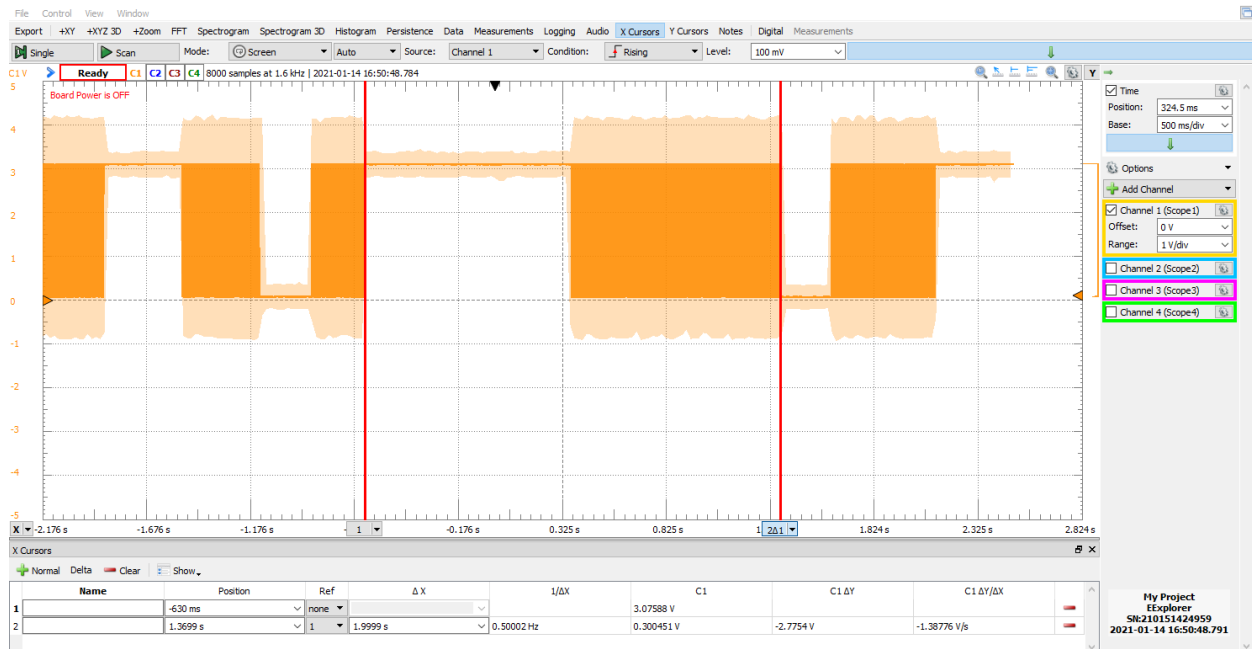 File Control View Window
Export +XY +XYZ 3D +Zoom FFT Spectrogram Spectrogram 3D Histogram Persistence Data Measurements Logging Audio X Cursors Y Cursors Notes Digital Measurements
Single Scan Mode: Screen Auto Source: Channel 1 Condition: Rising Level: 100 mV
C1 V Ready C1 C2 C3 C4 8000 samples at 1.6 kHz | 2021-01-14 16:50:48.784 Y
Board Power is OFF
5
4
3
2
1
0
-1
-2
-3
-4
-5
X -2.176 s -1.676 s -1.176 s - 1 -0.176 s 0.325 s 0.825 s 1 2Δ1 1.824 s 2.325 s 2.824 s
Time
Position: 324.5 ms
Base: 500 ms/div
Options
Add Channel
Channel 1 (Scope1)
Offset: 0 V
Range: 1 V/div
Channel 2 (Scope2)
Channel 3 (Scope3)
Channel 4 (Scope4)
X Cursors
Normal Delta Clear Show
Name Position Ref Δ X 1/ΔX C1 C1 ΔY C1 ΔY/ΔX
1 -630 ms none 3.07588 V
2 1.3699 s 1 1.9999 s 0.50002 Hz 0.300451 V -2.7754 V -1.38776 V/s
My Project
EExplorer
SN:210151424959
2021-01-14 16:50:48.791